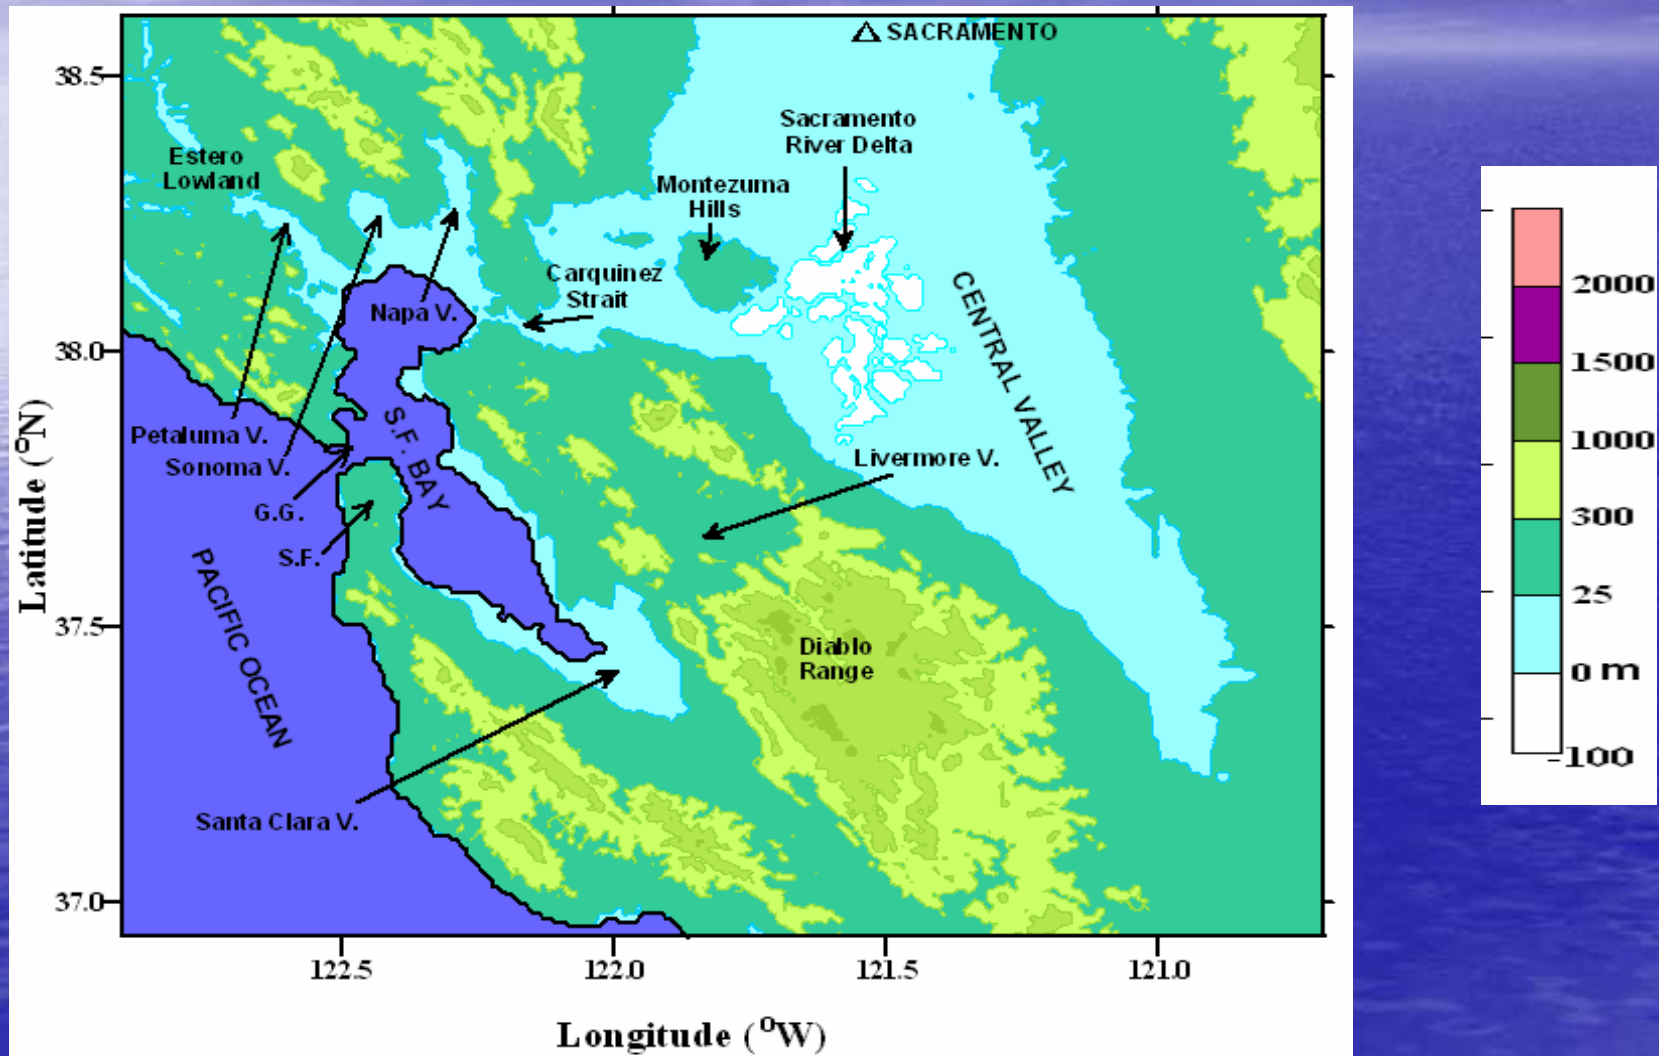 SACRAMENTO
38.5
Sacramento
River Delta
Estero
Lowland
Montezuma
Hills
Carquinez
Strait
Napa V.
CENTRAL VALLEY
38.0
Petaluma V.
Sonoma V.
S.F. BAY
Livermore V.
G.G.
S.F.
PACIFIC OCEAN
37.5
Diablo
Range
Santa Clara V.
37.0
Latitude (°N)
122.5 122.0 121.5 121.0
Longitude (°W)
2000
1500
1000
300
25
0 m
-100